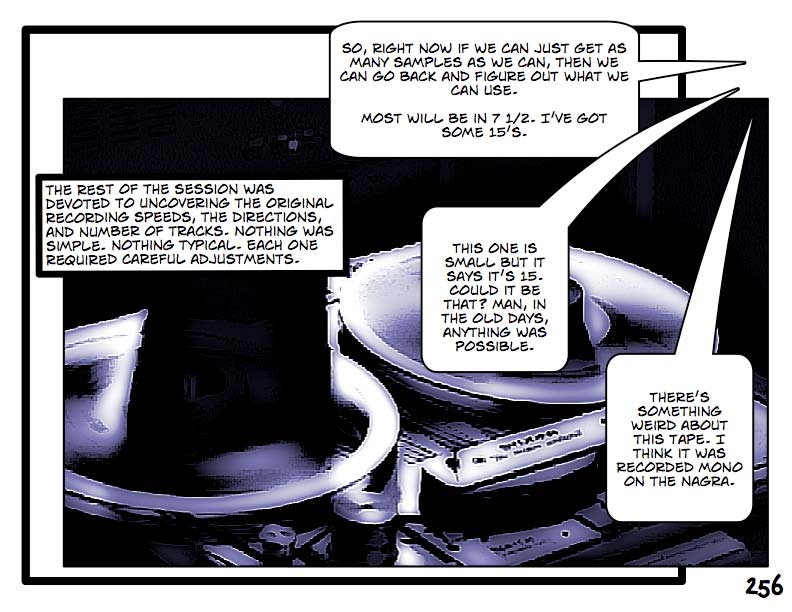 SO, RIGHT NOW IF WE CAN JUST GET AS
MANY SAMPLES AS WE CAN, THEN WE
CAN GO BACK AND FIGURE OUT WHAT WE
CAN USE.
MOST WILL BE IN 7 1/2. I'VE GOT
SOME 15'S.
THE REST OF THE SESSION WAS
DEVOTED TO UNCOVERING THE ORIGINAL
RECORDING SPEEDS, THE DIRECTIONS,
AND NUMBER OF TRACKS. NOTHING WAS
SIMPLE. NOTHING TYPICAL. EACH ONE
REQUIRED CAREFUL ADJUSTMENTS.
THIS ONE IS
SMALL BUT IT
SAYS IT'S 15.
COULD IT BE
THAT? MAN, IN
THE OLD DAYS,
ANYTHING WAS
POSSIBLE.
THERE'S
SOMETHING
WEIRD ABOUT
THIS TAPE. I
THINK IT WAS
RECORDED MONO
ON THE NAGRA.
256